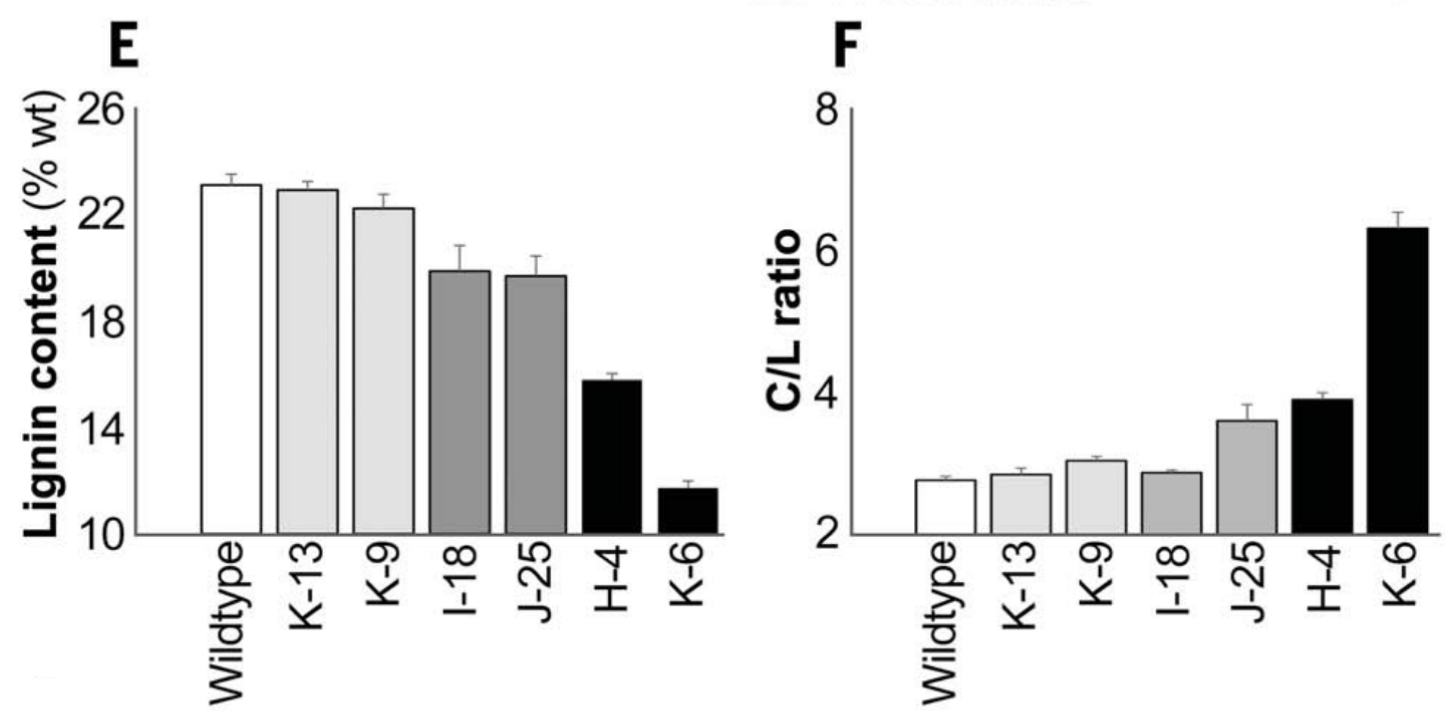 E
Lignin content (% wt)
26
22
18
14
10
Wildtype
K-13
K-9
I-18
J-25
H-4
K-6
F
C/L ratio
8
6
4
2
Wildtype
K-13
K-9
I-18
J-25
H-4
K-6